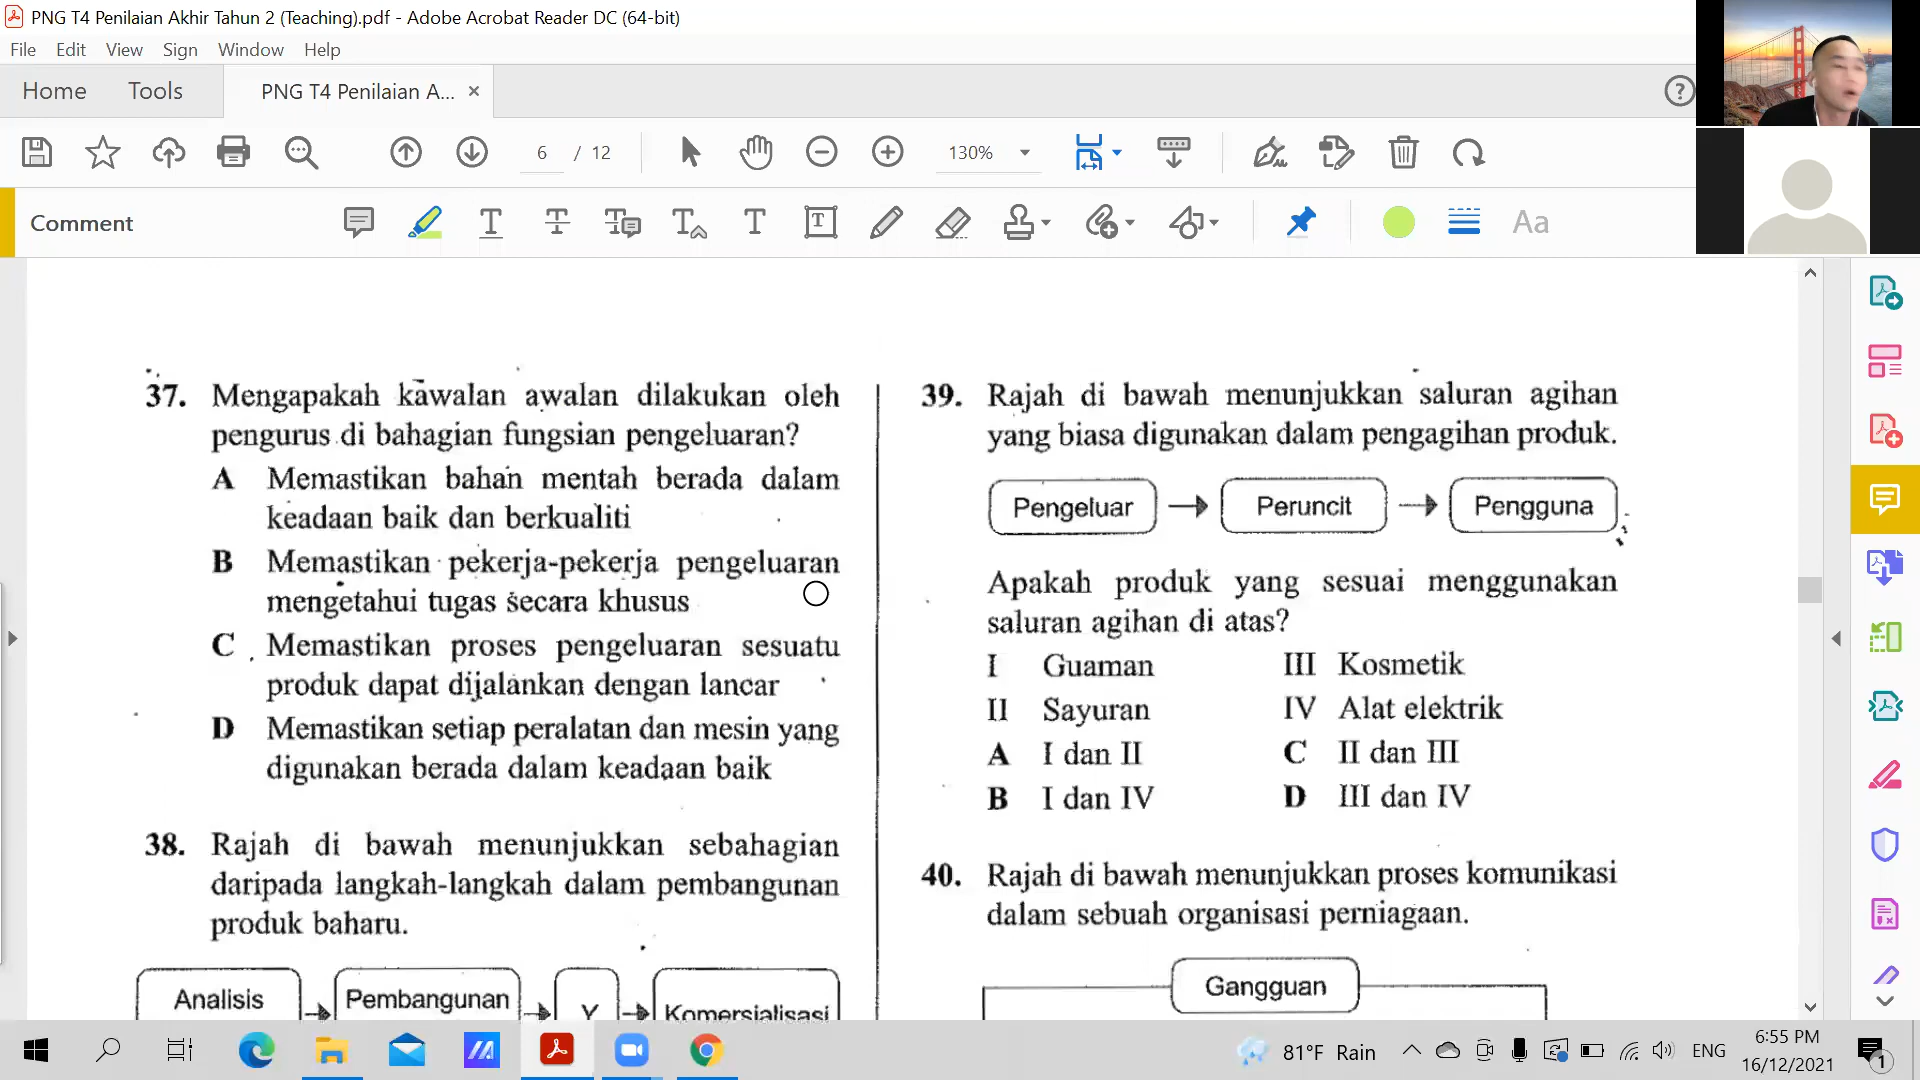 PNG T4 Penilaian Akhir Tahun 2 (Teaching).pdf - Adobe Acrobat Reader DC (64-bit)
File Edit View Sign Window Help
Home Tools PNG T4 Penilaian A... ×
6 / 12 130%
Comment
Aa
37. Mengapakah kawalan awalan dilakukan oleh
pengurus di bahagian fungsian pengeluaran?
A Memastikan bahan mentah berada dalam
keadaan baik dan berkualiti
B Memastikan pekerja-pekerja pengeluaran
mengetahui tugas secara khusus
C Memastikan proses pengeluaran sesuatu
produk dapat dijalankan dengan lancar
D Memastikan setiap peralatan dan mesin yang
digunakan berada dalam keadaan baik
38. Rajah di bawah menunjukkan sebahagian
daripada langkah-langkah dalam pembangunan
produk baharu.
Analisis Pembangunan Y Komersialisasi
39. Rajah di bawah menunjukkan saluran agihan
yang biasa digunakan dalam pengagihan produk.
Pengeluar Peruncit Pengguna
Apakah produk yang sesuai menggunakan
saluran agihan di atas?
I Guaman III Kosmetik
II Sayuran IV Alat elektrik
A I dan II C II dan III
B I dan IV D III dan IV
40. Rajah di bawah menunjukkan proses komunikasi
dalam sebuah organisasi perniagaan.
Gangguan
81°F Rain ENG 6:55 PM
16/12/2021
1